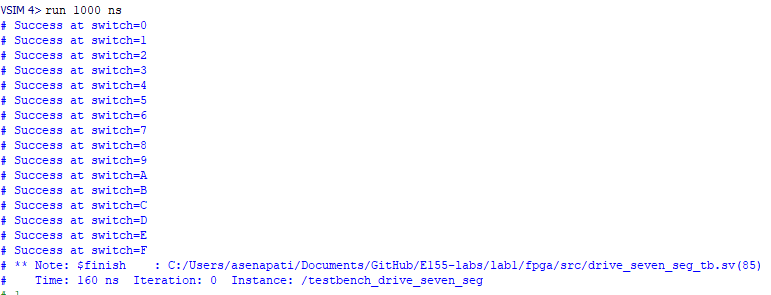 VSIM 4> run 1000 ns
# Success at switch=0
# Success at switch=1
# Success at switch=2
# Success at switch=3
# Success at switch=4
# Success at switch=5
# Success at switch=6
# Success at switch=7
# Success at switch=8
# Success at switch=9
# Success at switch=A
# Success at switch=B
# Success at switch=C
# Success at switch=D
# Success at switch=E
# Success at switch=F
# ** Note: $finish    : C:/Users/asenapati/Documents/GitHub/E155-labs/lab1/fpga/src/drive_seven_seg_tb.sv(85)
#    Time: 160 ns  Iteration: 0  Instance: /testbench_drive_seven_seg
# 1